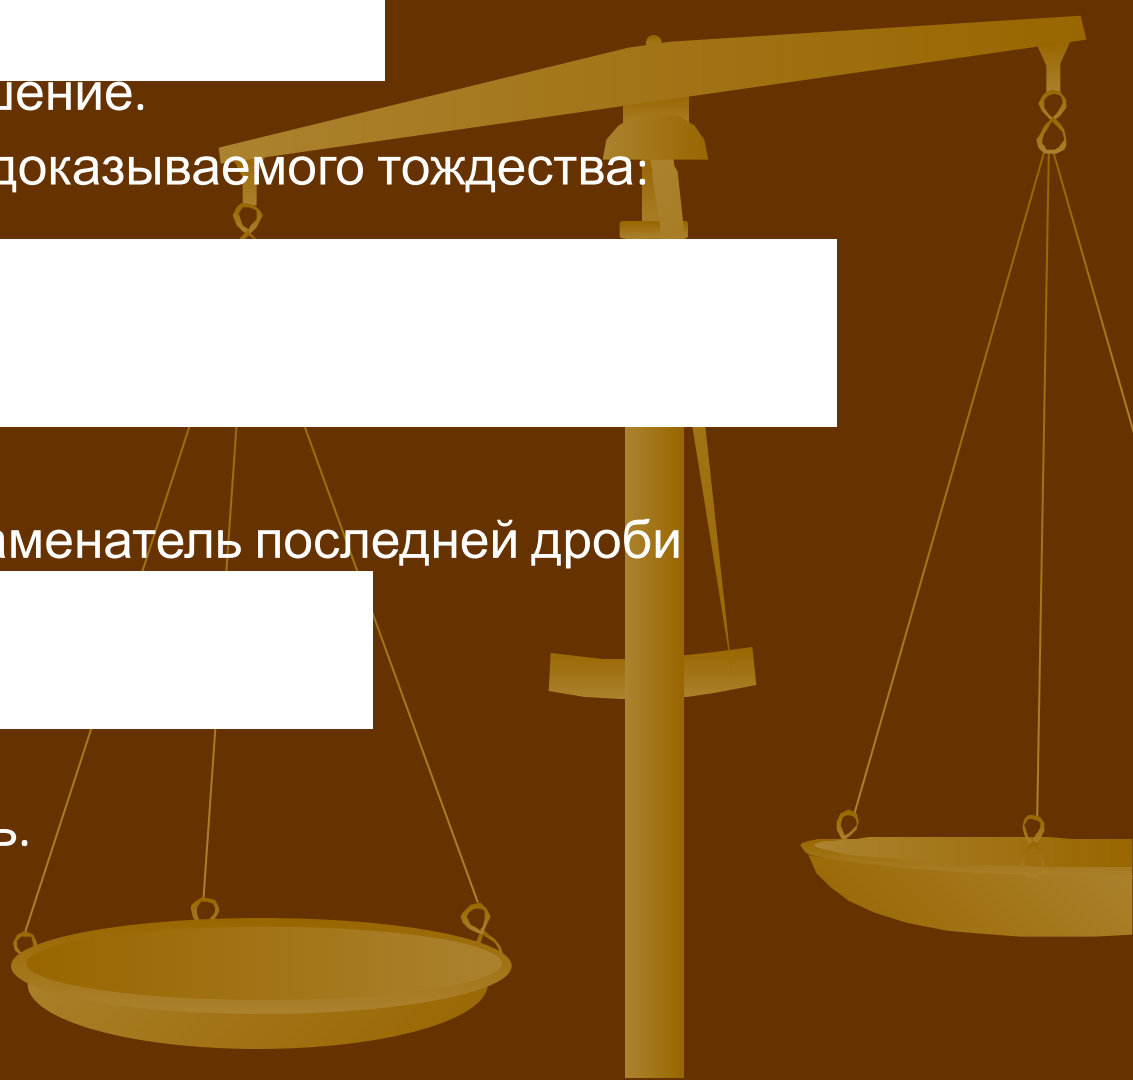 шение.
доказываемого тождества:
аменатель последней дроби
ь.